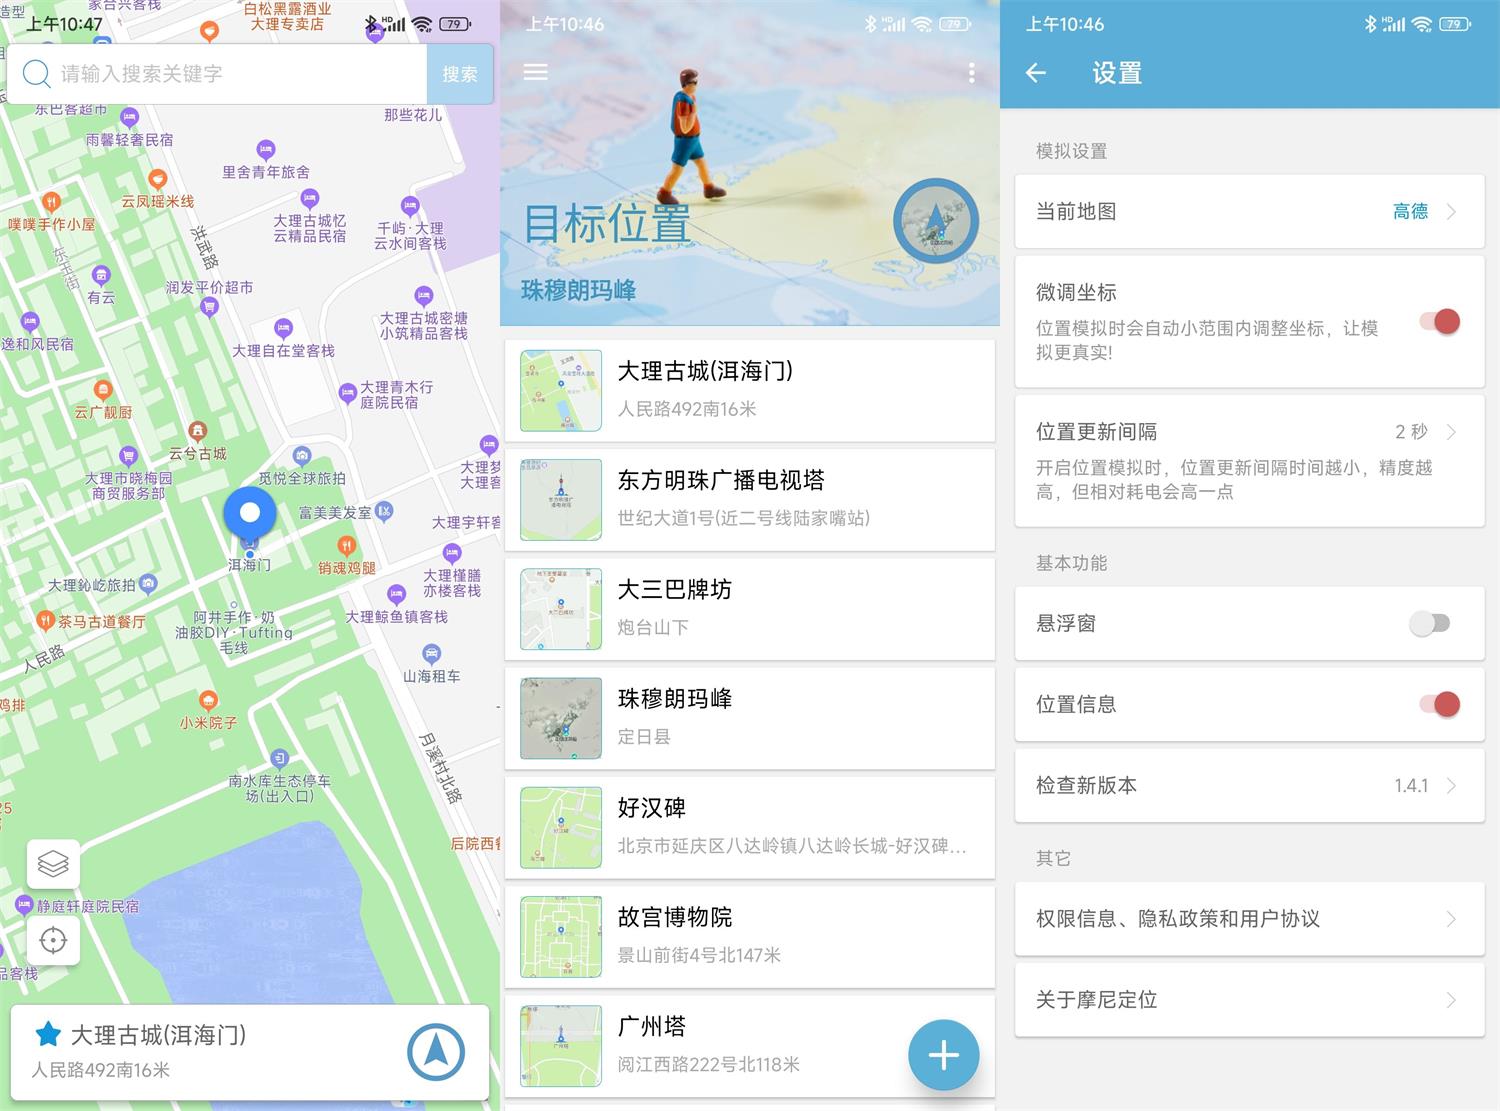 上午10:47
79
造型
家台兴客栈
白松黑露酒业
大理专卖店
请输入搜索关键字
搜索
东巴客超市
那些花儿
雨馨轻奢民宿
里舍青年旅舍
云凤瑶米线
噗噗手作小屋
大理古城忆
云精品民宿
千屿·大理
云水间客栈
洪武路
东玉街
有云
润发平价超市
大理古城密塘
小筑精品客栈
逸和风民宿
大理自在堂客栈
大理青木行
庭院民宿
云广靓厨
云兮古城
大理市晓梅园
商贸服务部
觅悦全球旅拍
大理梦
大理客
富美美发室
大理宇轩客
洱海门
销魂鸡腿
大理槿膳
亦楼客栈
大理鈊屹旅拍
阿井手作·奶
油胶DIY·Tufting
毛线
大理鲸鱼镇客栈
茶马古道餐厅
人民路
山海租车
鸡排
小米院子
月溪村北路
南水库生态停车
场(出入口)
25
后院西餐
静庭轩庭院民宿
品客栈
大理古城(洱海门)
人民路492南16米
上午10:46
79
目标位置
珠穆朗玛峰
大理古城(洱海门)
人民路492南16米
东方明珠广播电视塔
世纪大道1号(近二号线陆家嘴站)
大三巴牌坊
炮台山下
珠穆朗玛峰
定日县
好汉碑
北京市延庆区八达岭镇八达岭长城-好汉碑...
故宫博物院
景山前街4号北147米
广州塔
阅江西路222号北118米
上午10:46
79
设置
模拟设置
当前地图
高德
微调坐标
位置模拟时会自动小范围内调整坐标，让模
拟更真实!
位置更新间隔
2 秒
开启位置模拟时，位置更新间隔时间越小，精度越
高，但相对耗电会高一点
基本功能
悬浮窗
位置信息
检查新版本
1.4.1
其它
权限信息、隐私政策和用户协议
关于摩尼定位